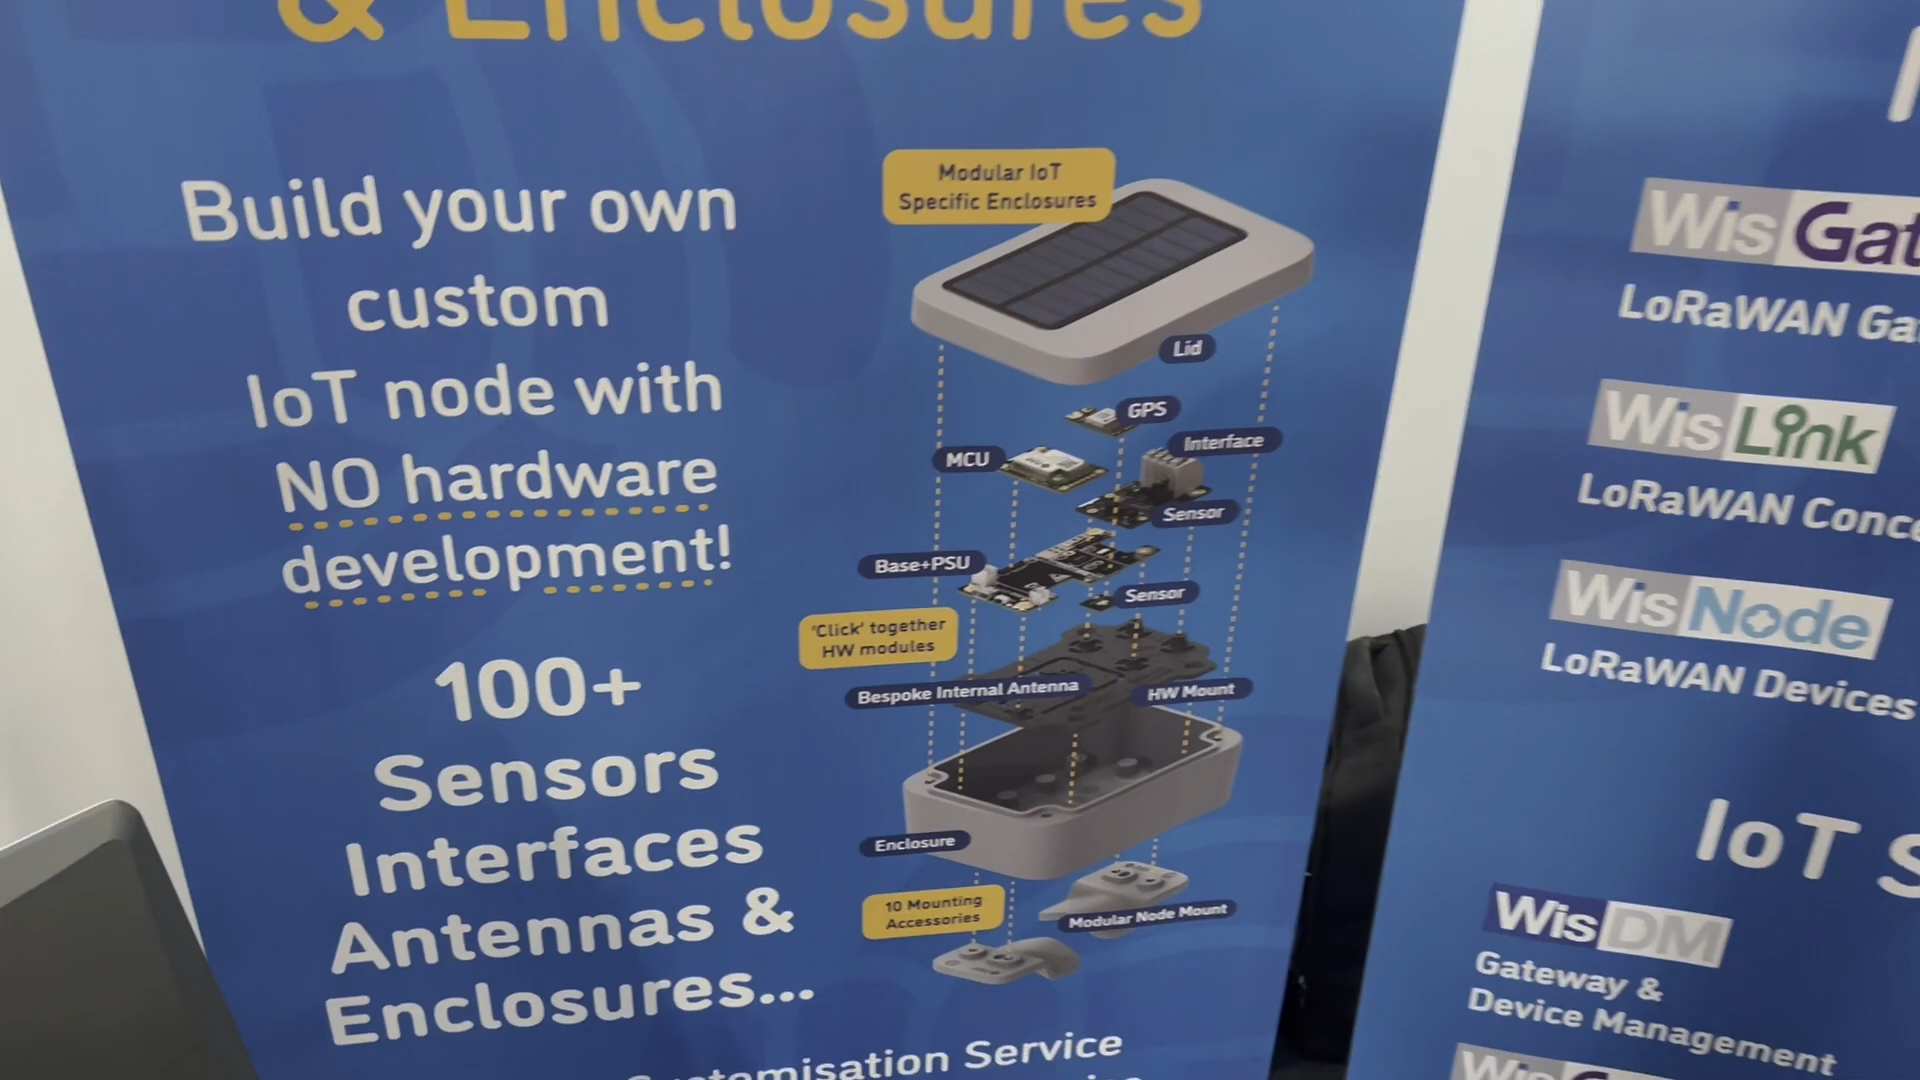 & Enclosures
Build your own
custom
IoT node with
NO hardware
development!
100+
Sensors
Interfaces
Antennas &
Enclosures...
Customisation Service
Modular IoT
Specific Enclosures
Lid
GPS
Interface
MCU
Sensor
Base+PSU
Sensor
'Click' together
HW modules
Bespoke Internal Antenna
HW Mount
Enclosure
10 Mounting
Accessories
Modular Node Mount
WisGat
LoRaWAN Ga
WisLink
LoRaWAN Conce
WisNode
LoRaWAN Devices
IoT S
WisDM
Gateway &
Device Management
Wis